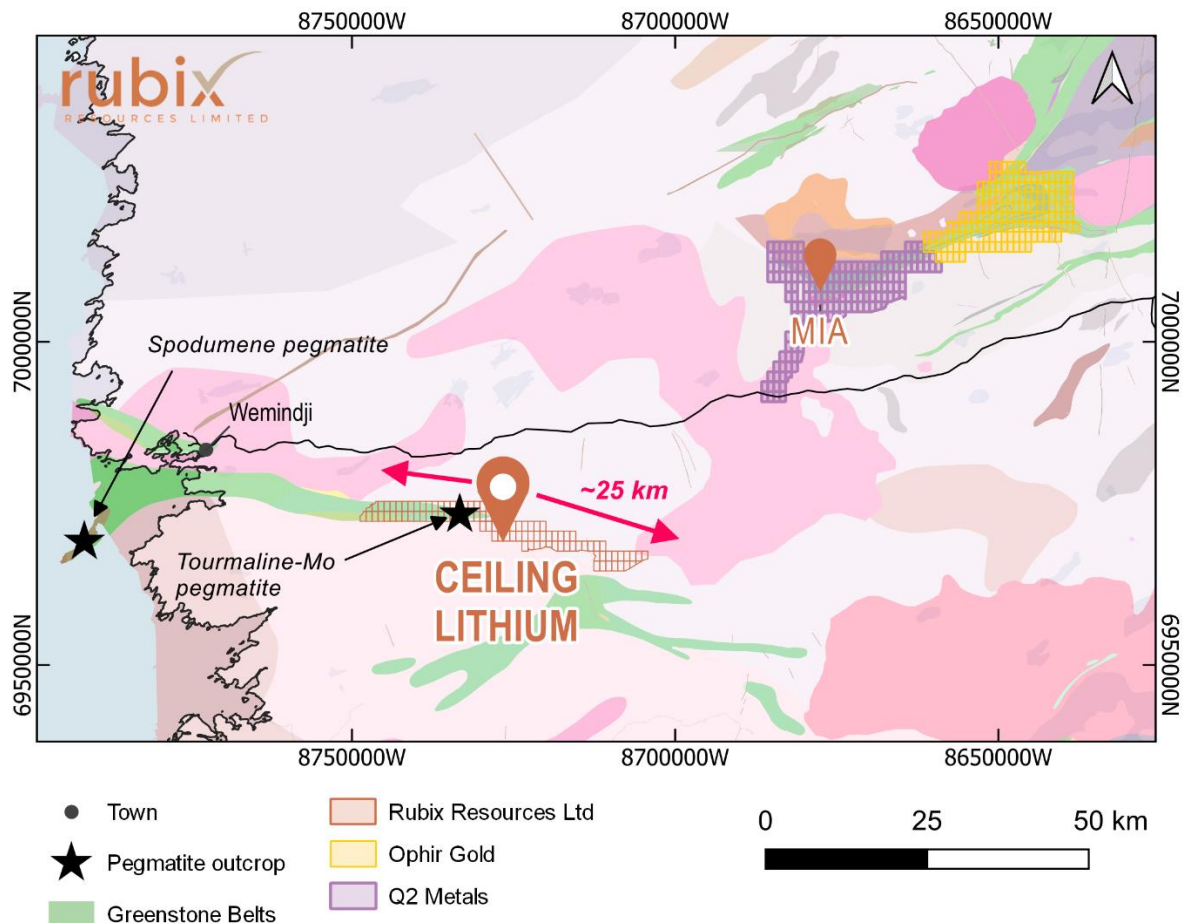 8750000W
8700000W
8650000W
rubix
RESOURCES LIMITED
7000000N
7000000N
MIA
Spodumene pegmatite
Wemindji
~25 km
Tourmaline-Mo
pegmatite
CEILING
LITHIUM
6950000N
6950000N
8750000W
8700000W
8650000W
Town
Pegmatite outcrop
Greenstone Belts
Rubix Resources Ltd
Ophir Gold
Q2 Metals
0
25
50 km